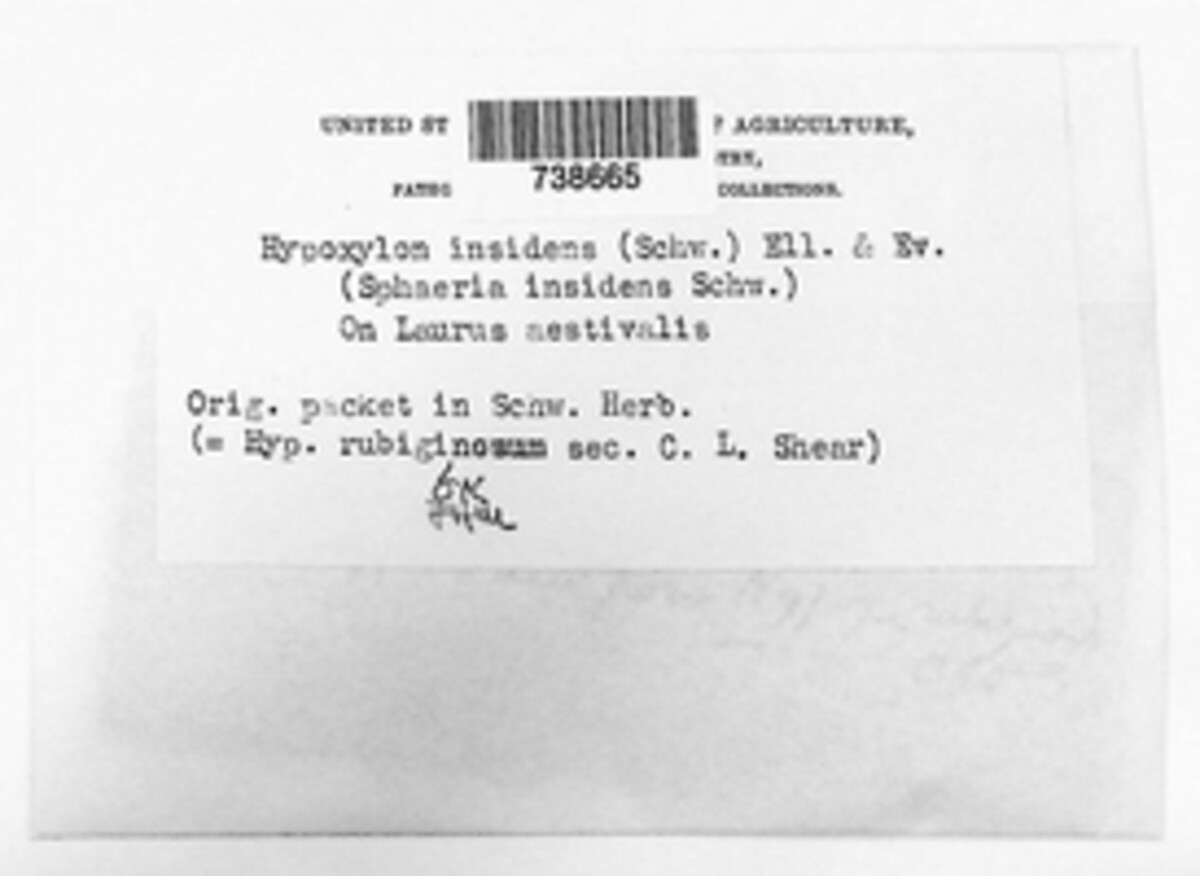 UNITED ST AGRICULTURE,
TRY,
738665
PATHO COLLECTIONS.
Hypoxylon insidens (Schw.) Ell. & Ev.
(Sphaeria insidens Schw.)
On Laurus aestivalis
Orig. packet in Schw. Herb.
(= Hyp. rubiginosum sec. C. L. Shear)